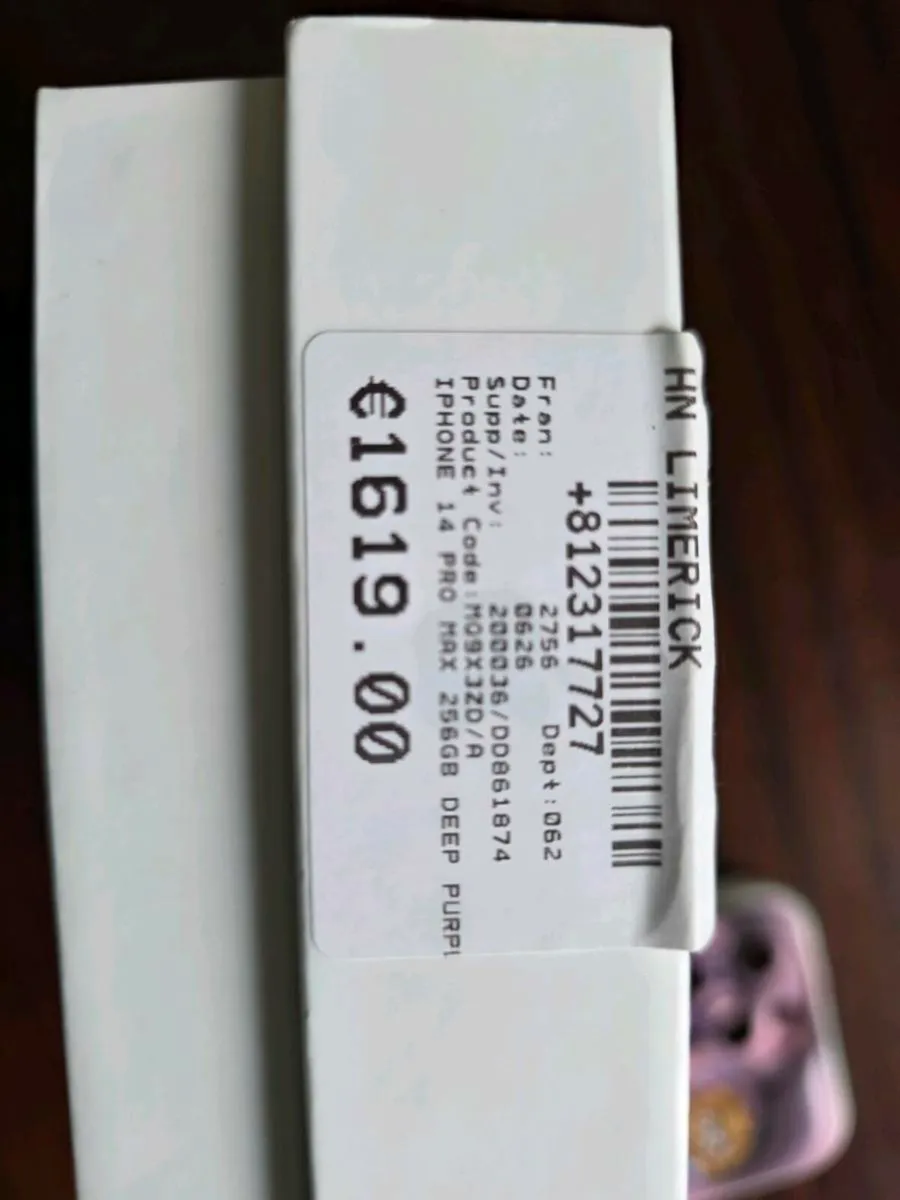 HN LIMERICK
+812317727
Fran: 2756 Dept:062
Date: 0626
Supp/Inv: 200036/DD861874
Product Code:MQ9X3ZD/A
IPHONE 14 PRO MAX 256GB DEEP PURPL
€1619.00